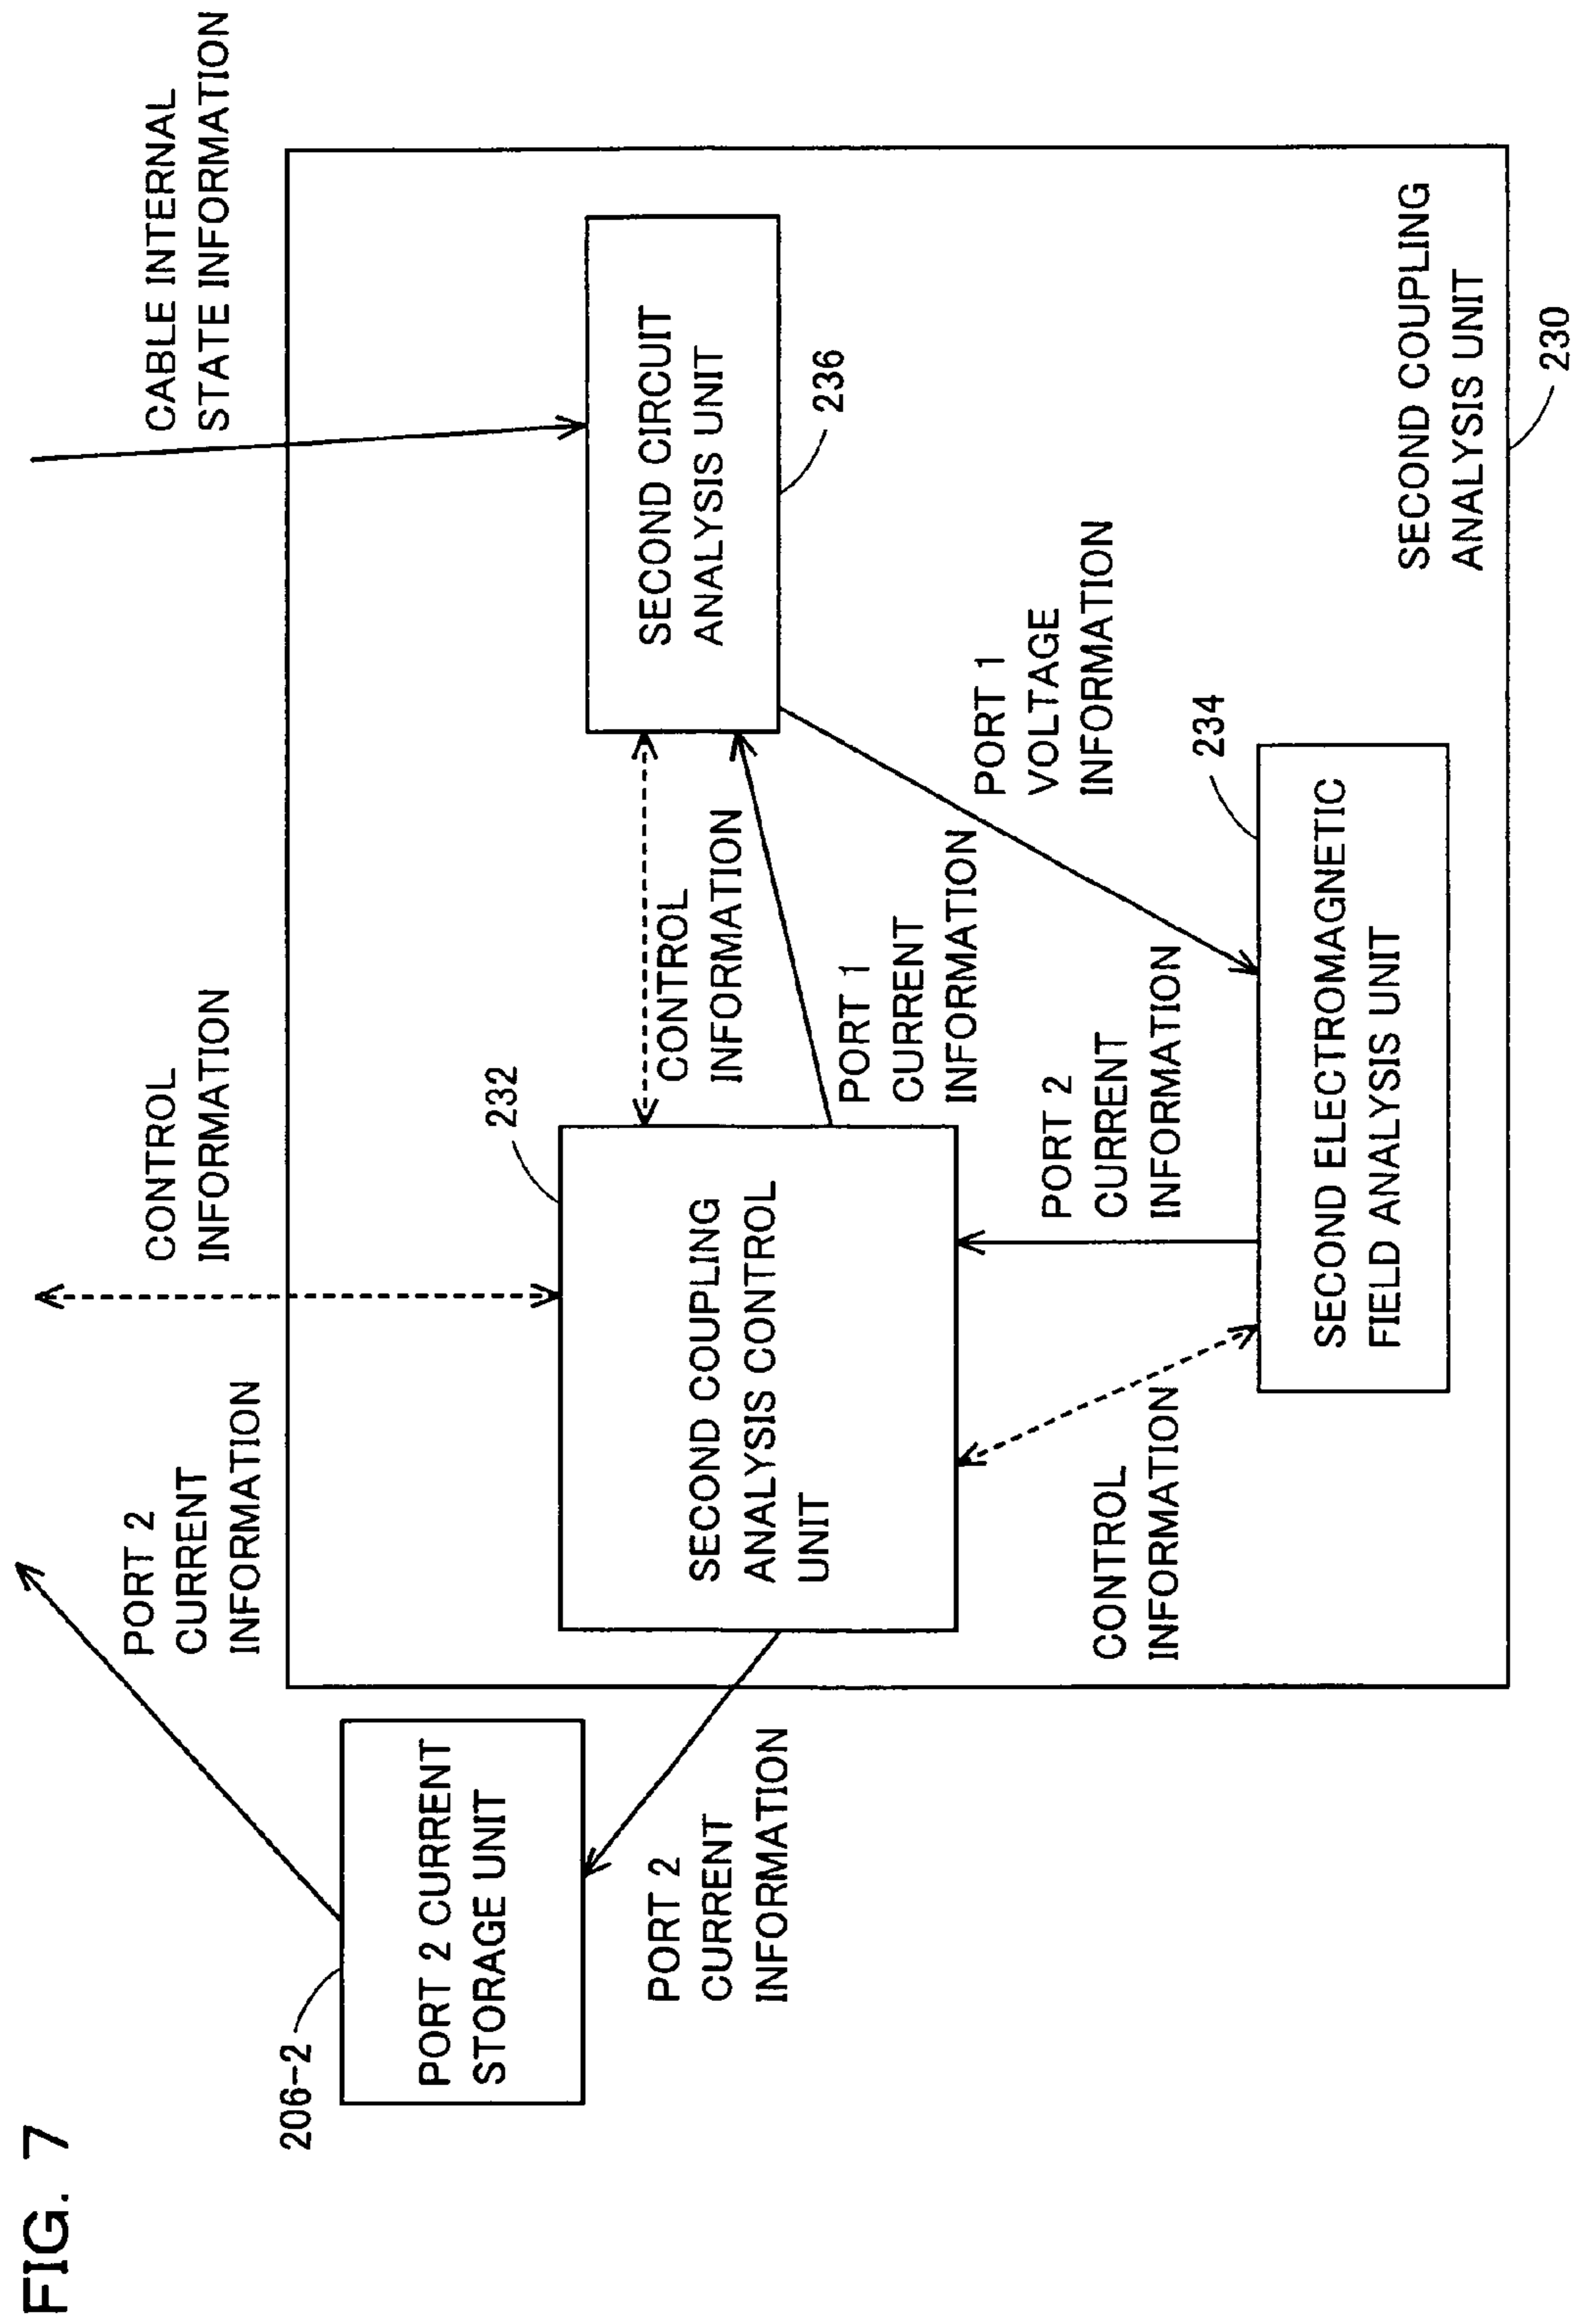 FIG. 7
PORT 2
CURRENT
INFORMATION
CONTROL
INFORMATION
CABLE INTERNAL
STATE INFORMATION
206-2
PORT 2 CURRENT
STORAGE UNIT
PORT 2
CURRENT
INFORMATION
232
SECOND COUPLING
ANALYSIS CONTROL
UNIT
CONTROL
INFORMATION
PORT 1
CURRENT
INFORMATION
SECOND CIRCUIT
ANALYSIS UNIT
236
PORT 1
VOLTAGE
INFORMATION
CONTROL
INFORMATION
PORT 2
CURRENT
INFORMATION
234
SECOND ELECTROMAGNETIC
FIELD ANALYSIS UNIT
SECOND COUPLING
ANALYSIS UNIT
230